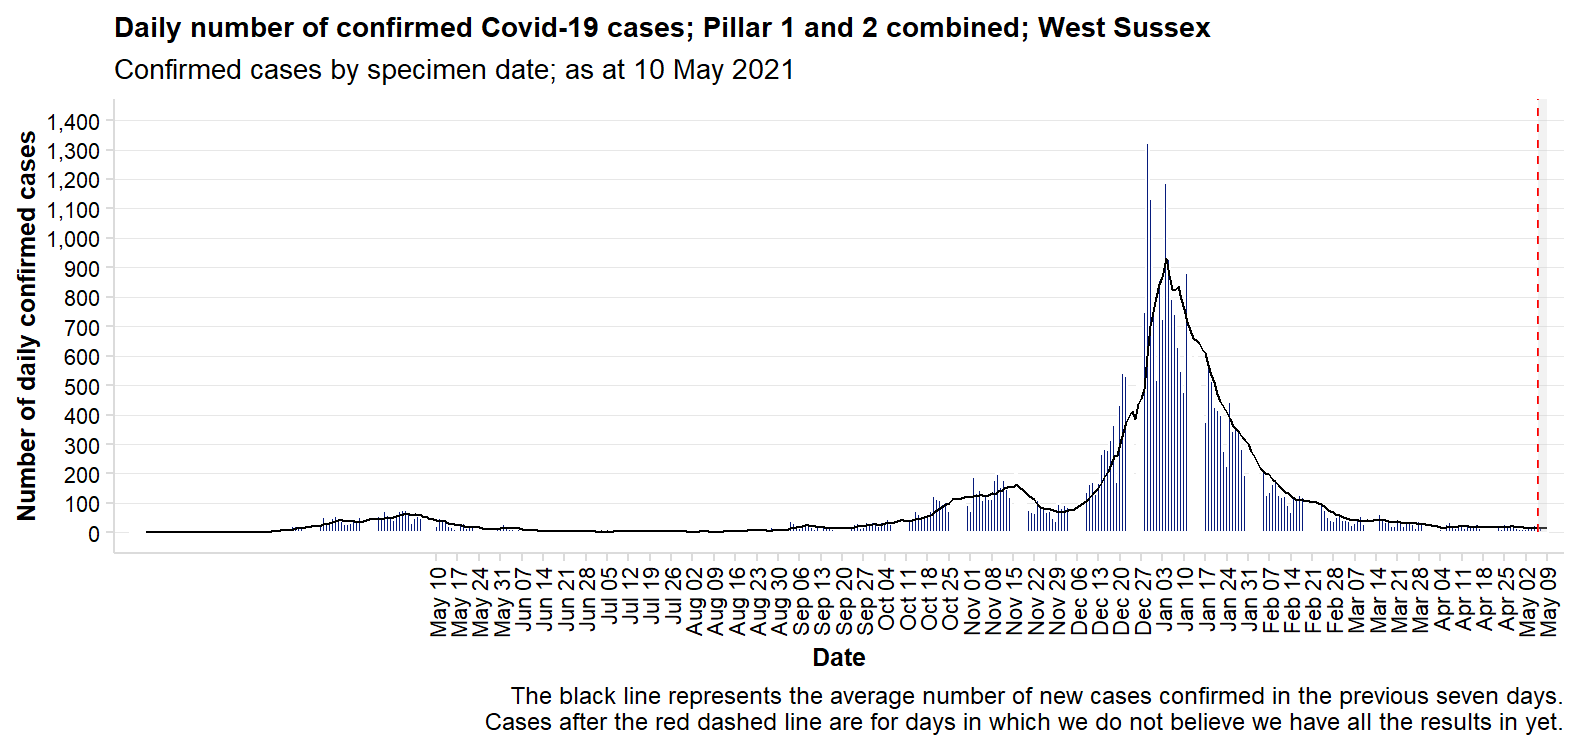 Daily number of confirmed Covid-19 cases; Pillar 1 and 2 combined; West Sussex
Confirmed cases by specimen date; as at 10 May 2021
Number of daily confirmed cases
1,400
1,300
1,200
1,100
1,000
900
800
700
600
500
400
300
200
100
0
May 10
May 17
May 24
May 31
Jun 07
Jun 14
Jun 21
Jun 28
Jul 05
Jul 12
Jul 19
Jul 26
Aug 02
Aug 09
Aug 16
Aug 23
Aug 30
Sep 06
Sep 13
Sep 20
Sep 27
Oct 04
Oct 11
Oct 18
Oct 25
Nov 01
Nov 08
Nov 15
Nov 22
Nov 29
Dec 06
Dec 13
Dec 20
Dec 27
Jan 03
Jan 10
Jan 17
Jan 24
Jan 31
Feb 07
Feb 14
Feb 21
Feb 28
Mar 07
Mar 14
Mar 21
Mar 28
Apr 04
Apr 11
Apr 18
Apr 25
May 02
May 09
Date
The black line represents the average number of new cases confirmed in the previous seven days.
Cases after the red dashed line are for days in which we do not believe we have all the results in yet.